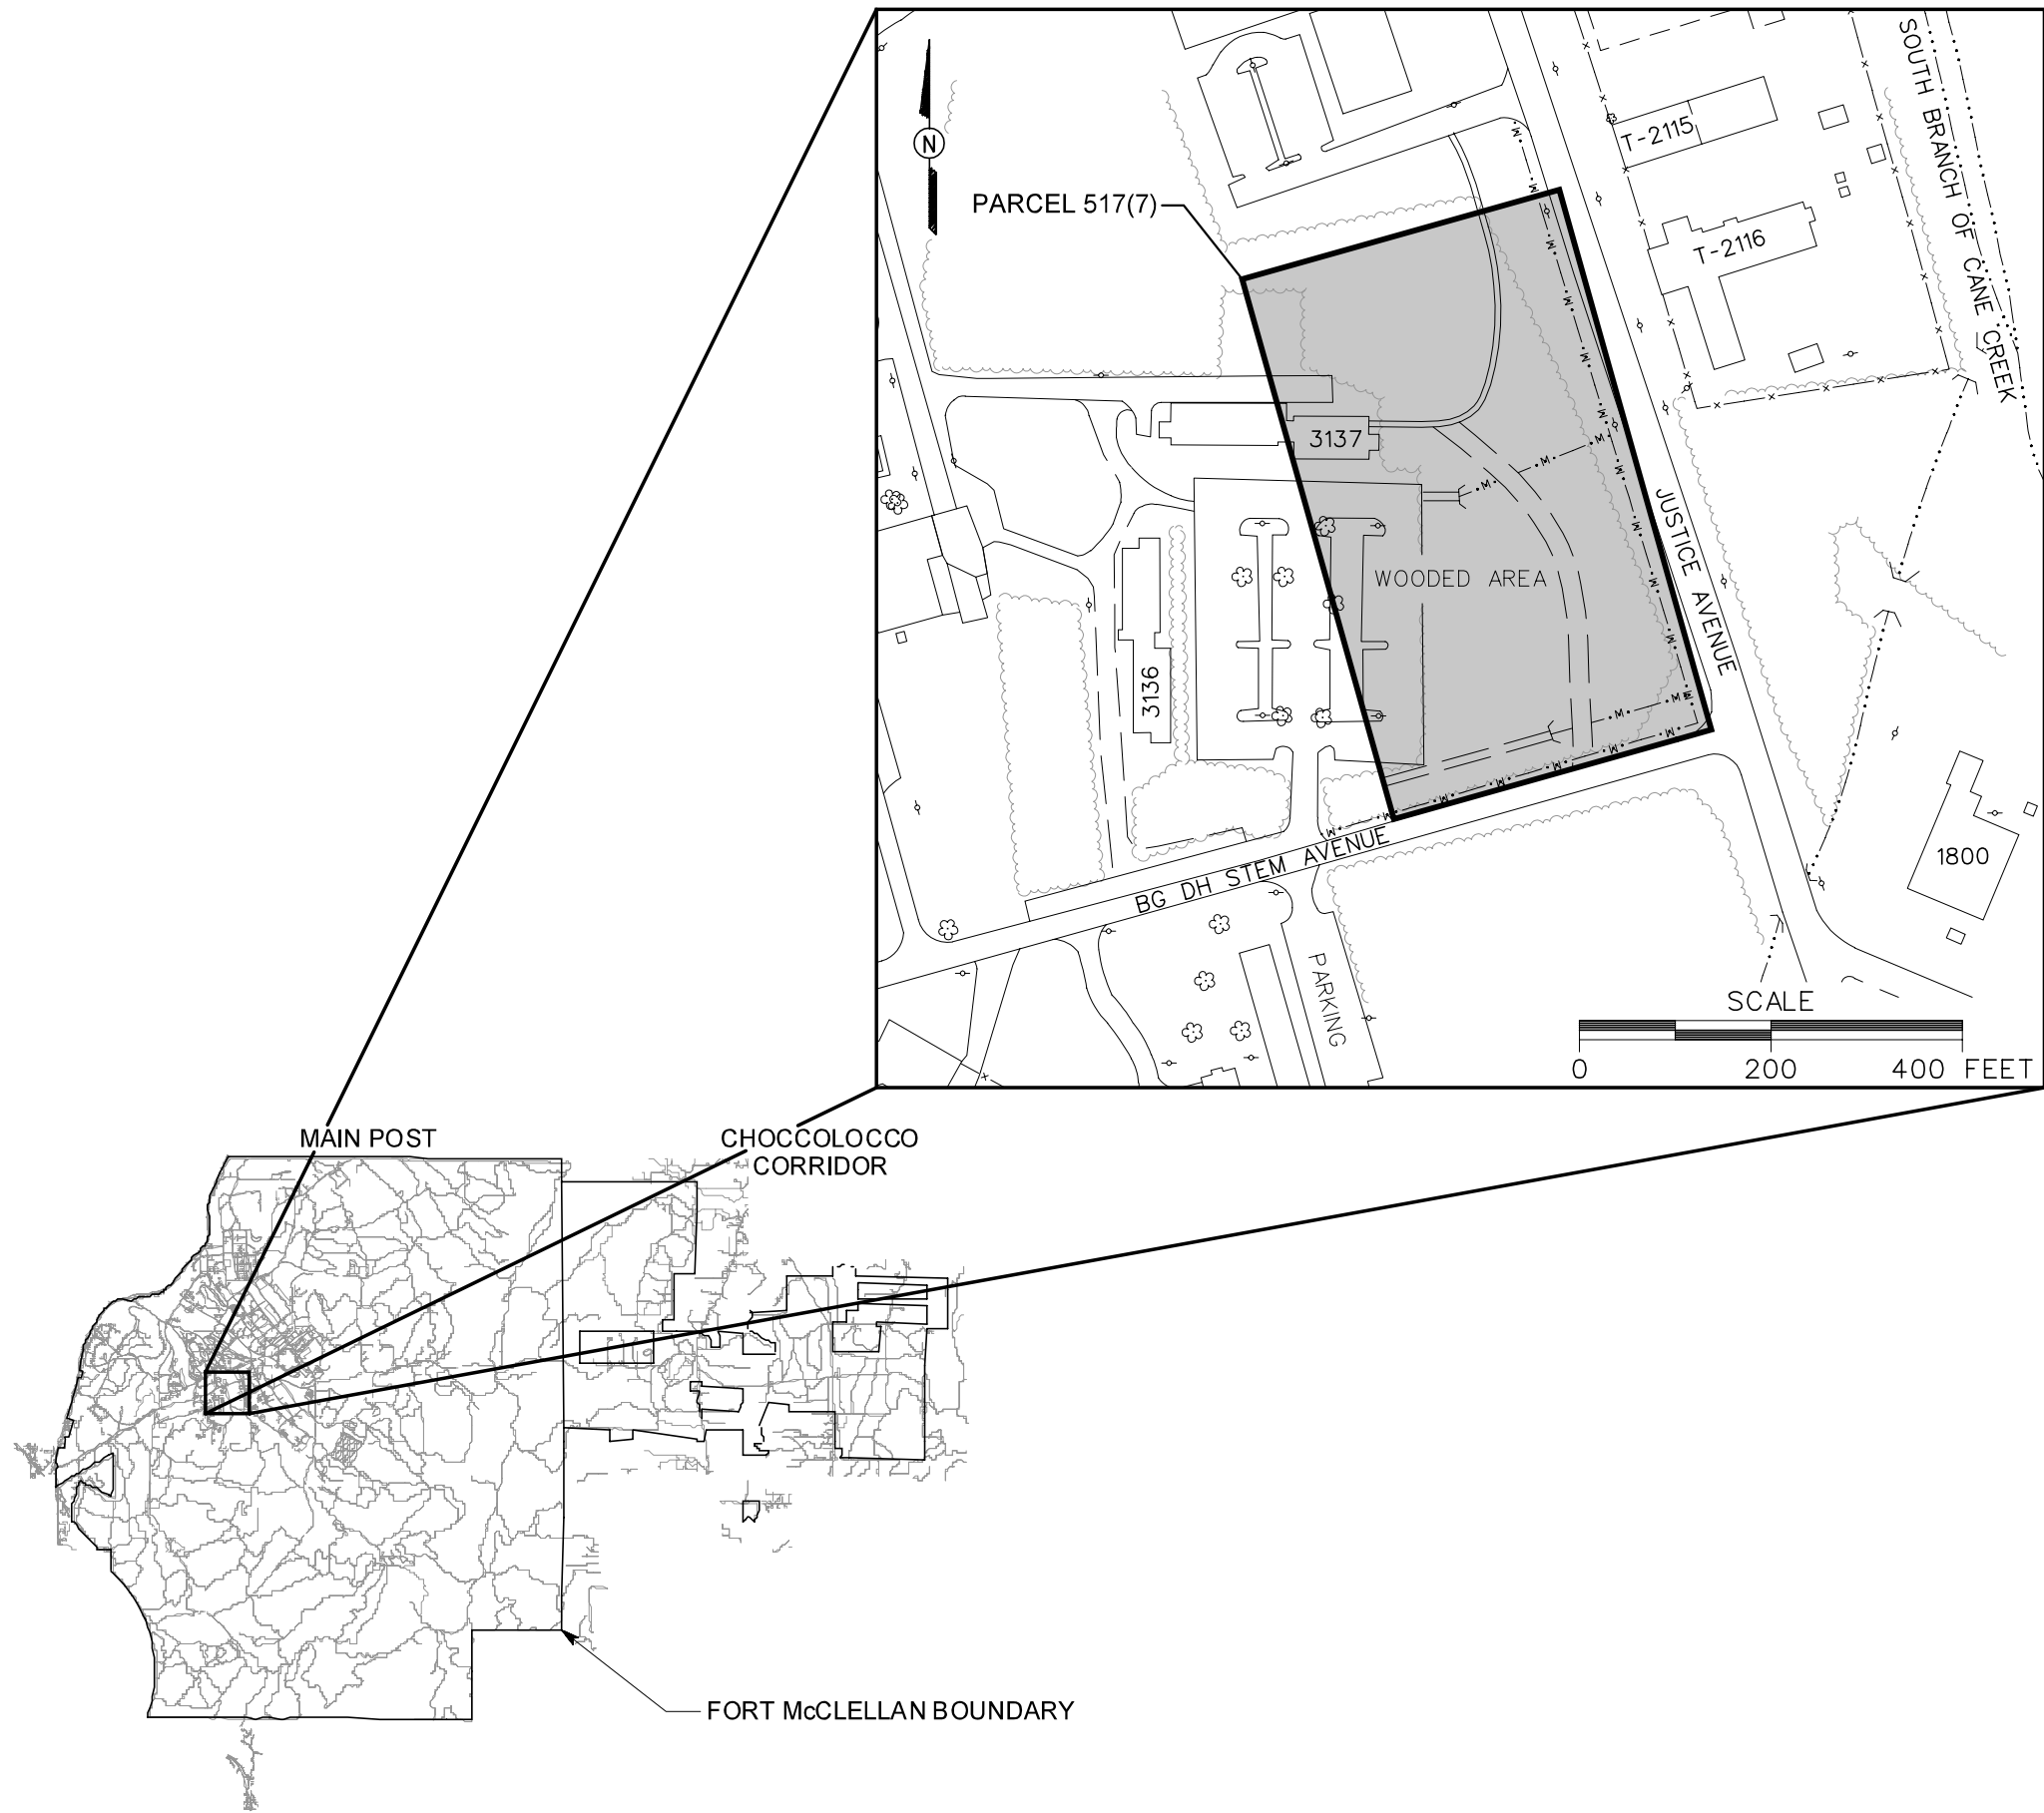 SOUTH BRANCH OF CANE CREEK
T-2115
N
PARCEL 517(7)
T-2116
3137
JUSTICE AVENUE
WOODED AREA
3136
1800
BG DH STEM AVENUE
PARKING
SCALE
0 200 400 FEET
MAIN POST
CHOCCOLOCCO
CORRIDOR
FORT McCLELLAN BOUNDARY